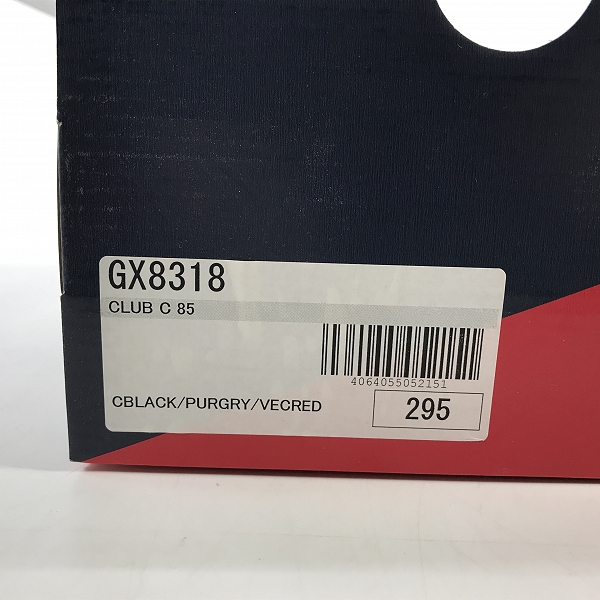 GX8318
CLUB C 85
4064055052151
CBLACK/PURGRY/VECRED
295